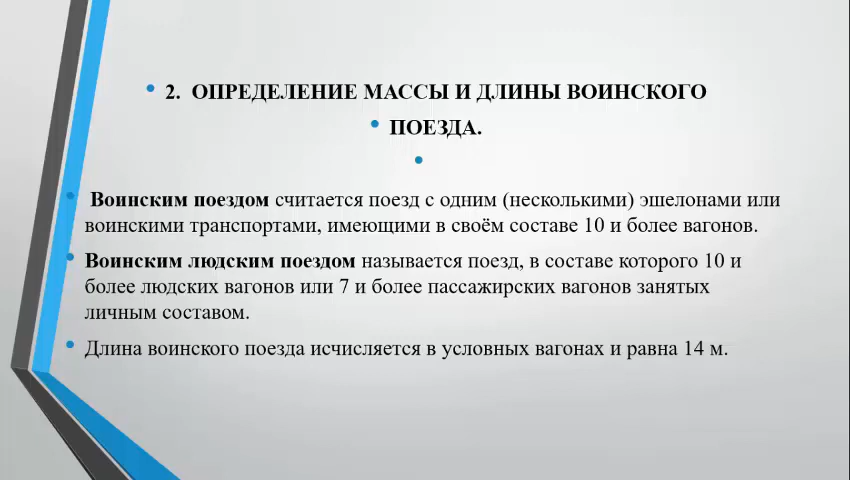 2. ОПРЕДЕЛЕНИЕ МАССЫ И ДЛИНЫ ВОИНСКОГО
ПОЕЗДА.
Воинским поездом считается поезд с одним (несколькими) эшелонами или
воинскими транспортами, имеющими в своём составе 10 и более вагонов.
Воинским людским поездом называется поезд, в составе которого 10 и
более людских вагонов или 7 и более пассажирских вагонов занятых
личным составом.
Длина воинского поезда исчисляется в условных вагонах и равна 14 м.